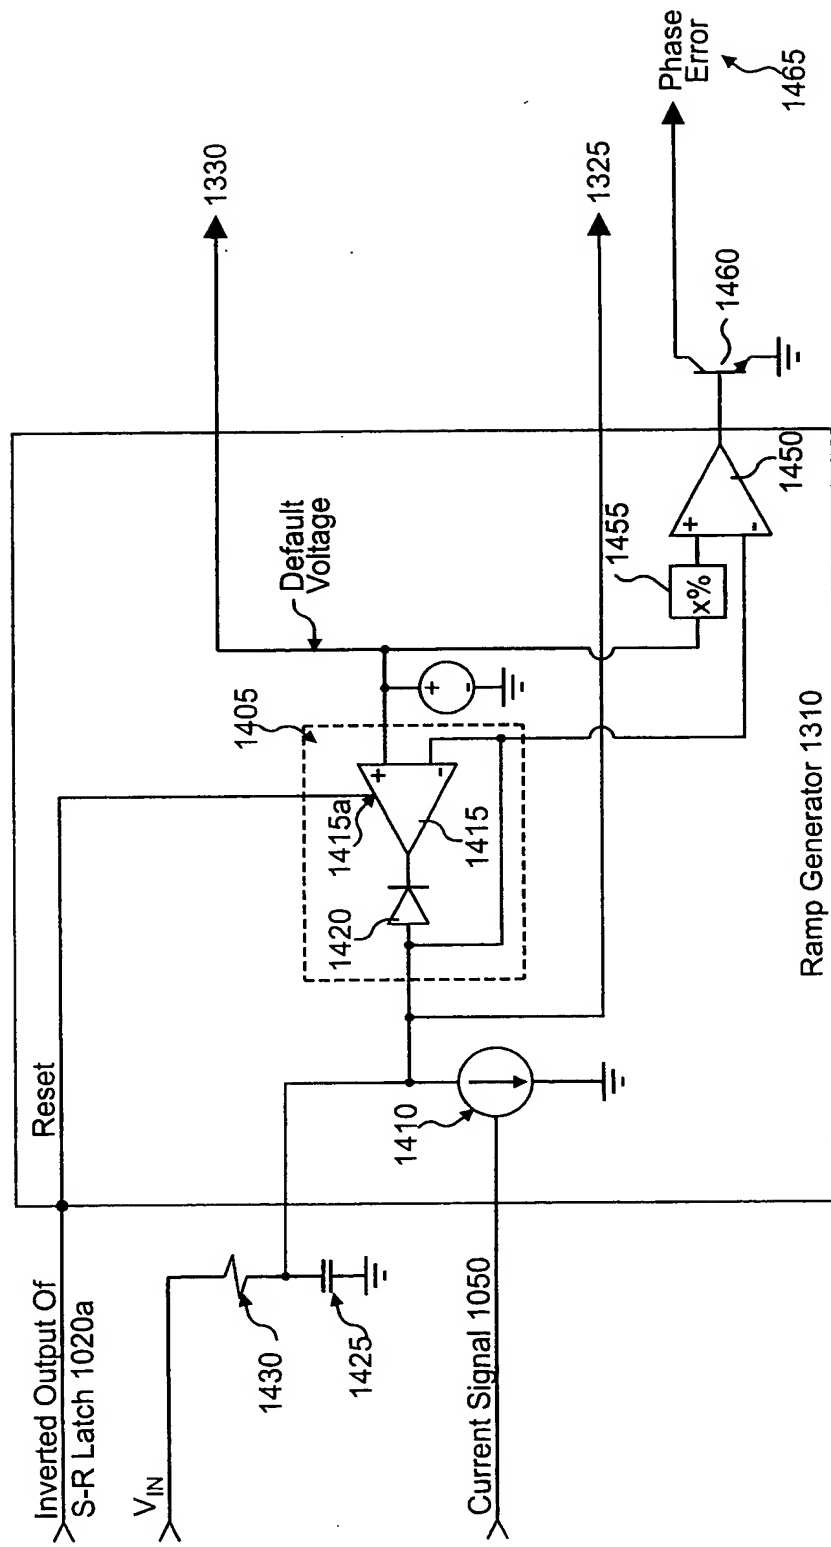 Inverted Output Of
S-R Latch 1020a
Reset
VIN
1430
1425
Current Signal 1050
1410
1420
1415a
1415
+
-
1405
+
-
Default
Voltage
1330
1325
1455
x%
+
-
1450
1460
Phase
Error
1465
Ramp Generator 1310